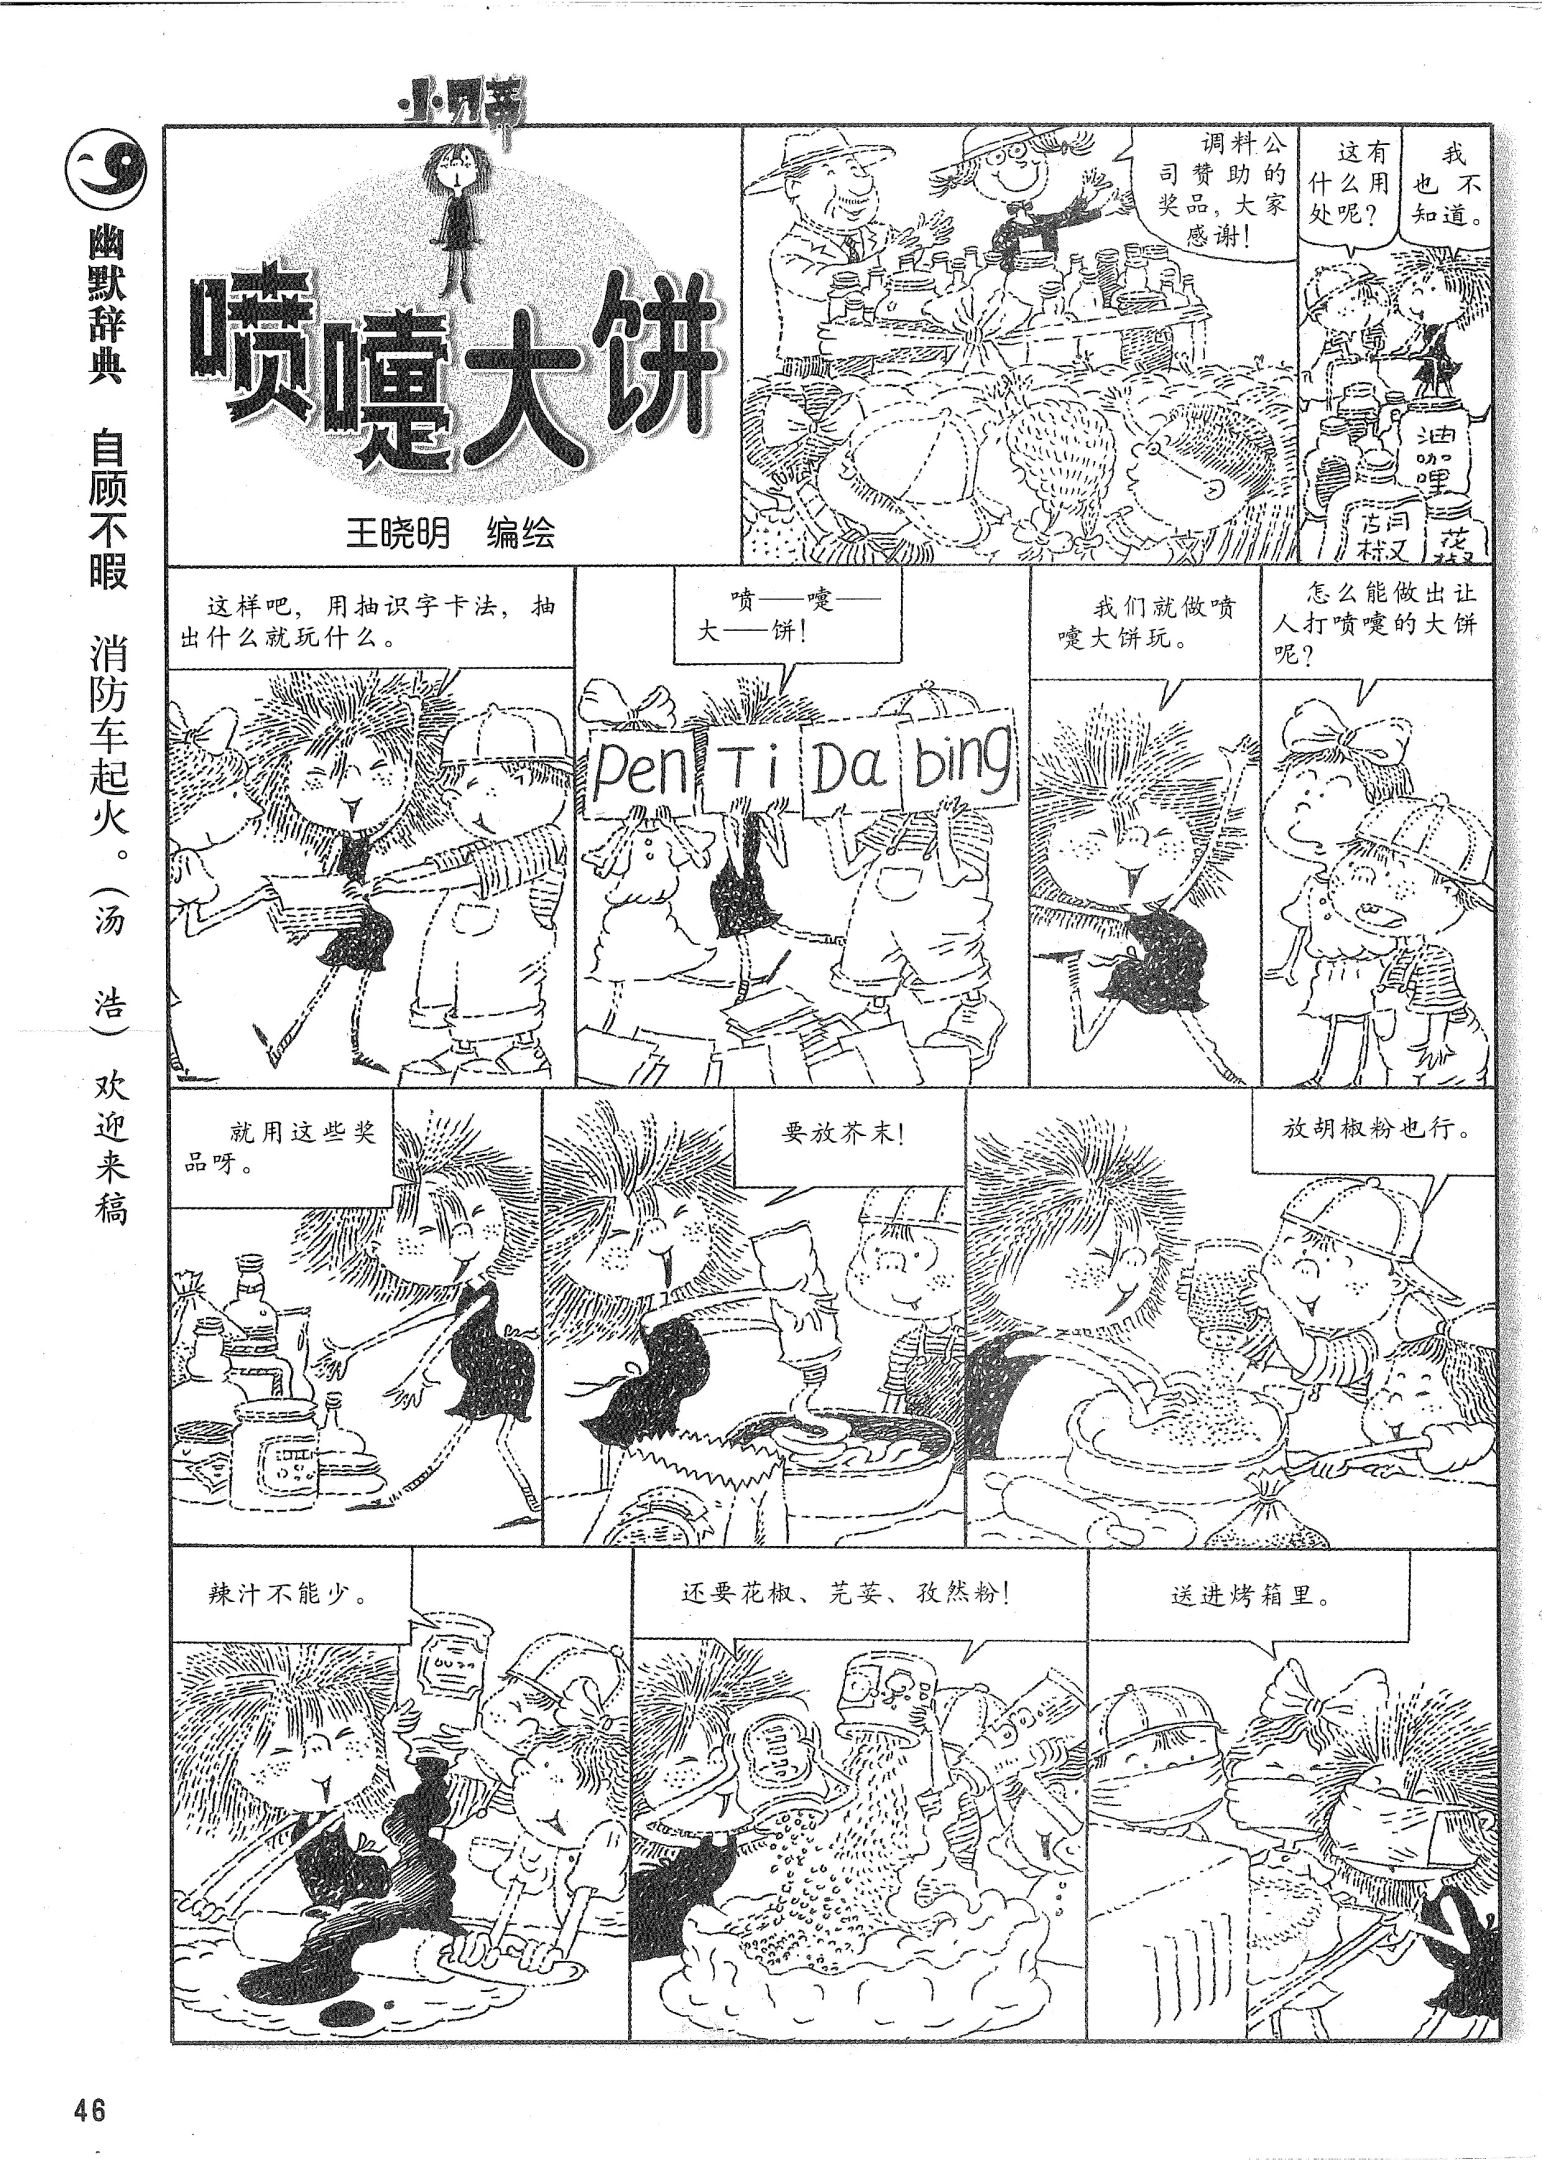 小贝蒂
喷嚏大饼
王晓明 编绘
调料公
司赞助的
奖品，大家
感谢！
这有
什么用
处呢？
我
也不
知道。
油咖哩
胡椒
花椒
这样吧，用抽识字卡法，抽
出什么就玩什么。
喷——嚏——
大——饼！
pen Ti Da bing
我们就做喷
嚏大饼玩。
怎么能做出让
人打喷嚏的大饼
呢？
就用这些奖
品呀。
要放芥末！
放胡椒粉也行。
辣汁不能少。
还要花椒、芫荽、孜然粉！
送进烤箱里。
幽默辞典 自顾不暇 消防车起火。（汤 浩） 欢迎来稿
46